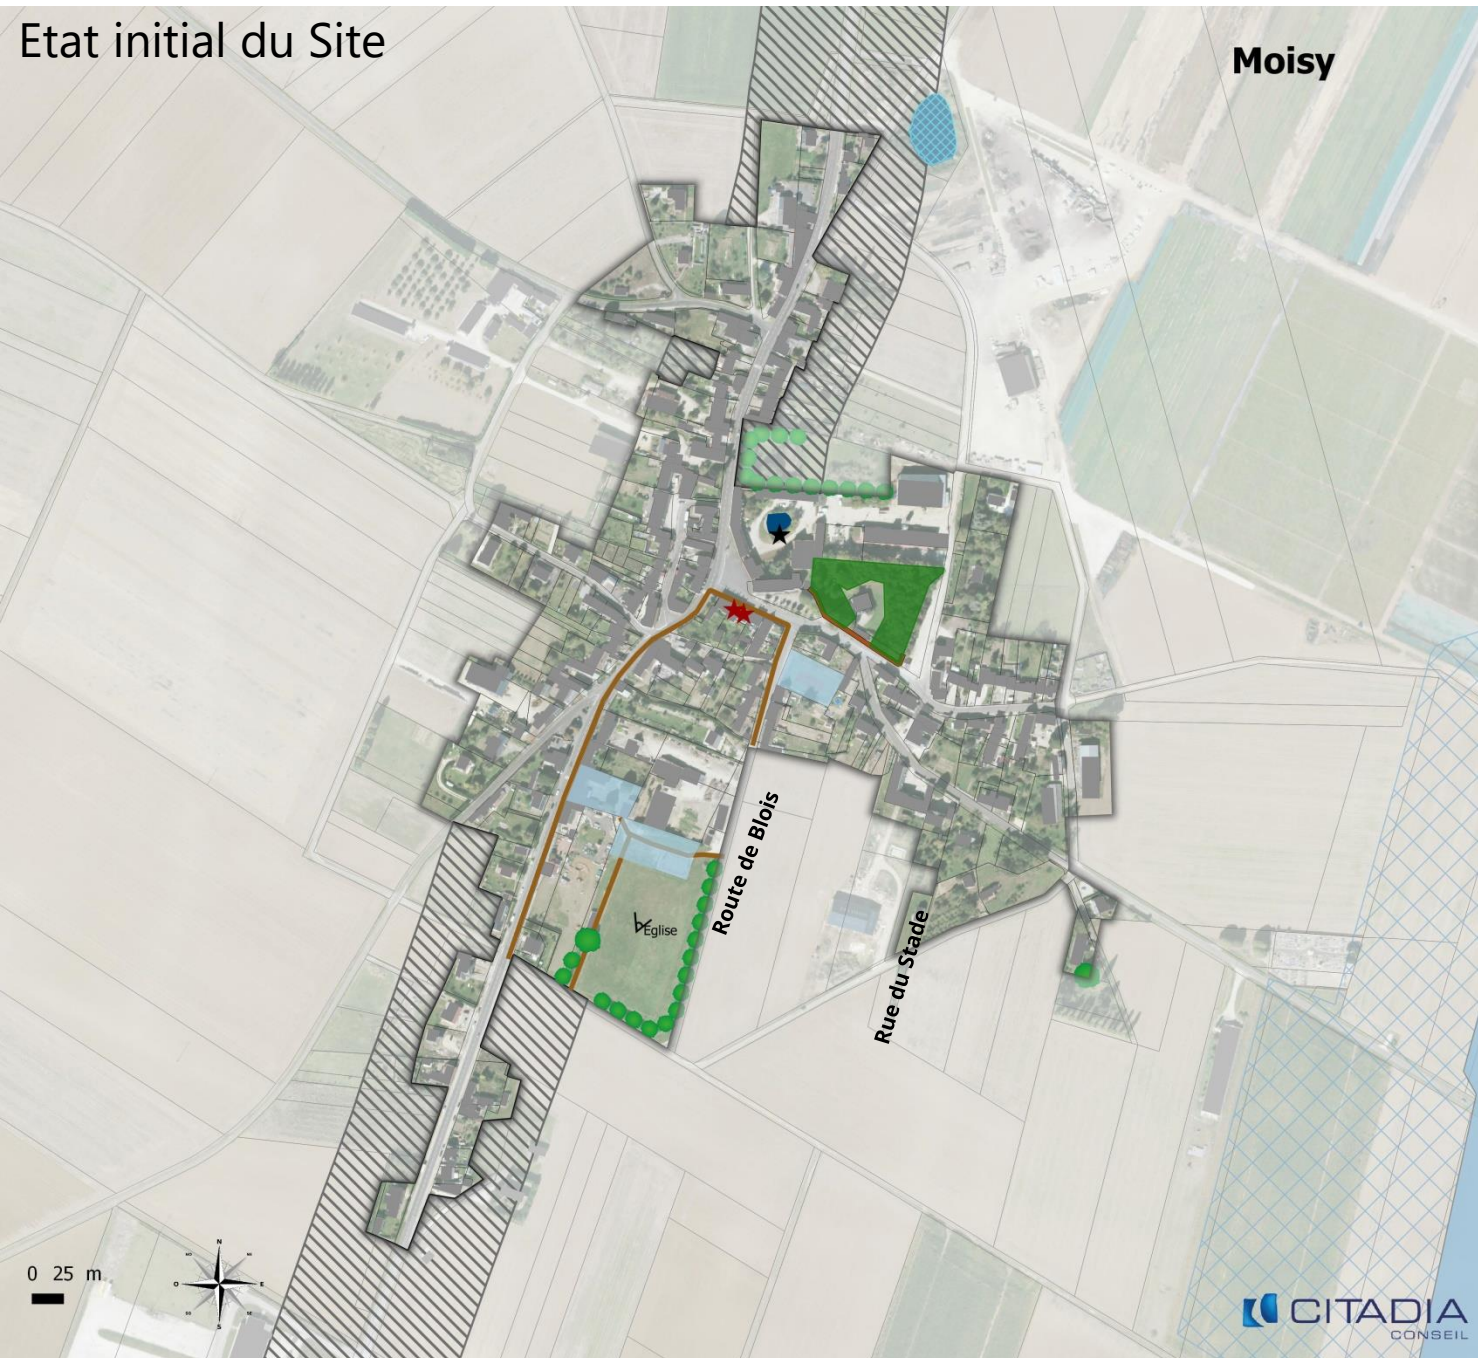 Etat initial du Site
Moisy
Eglise
Route de Blois
Rue du Stade
0 25 m
N
O
E
S
CITADIA
CONSEIL